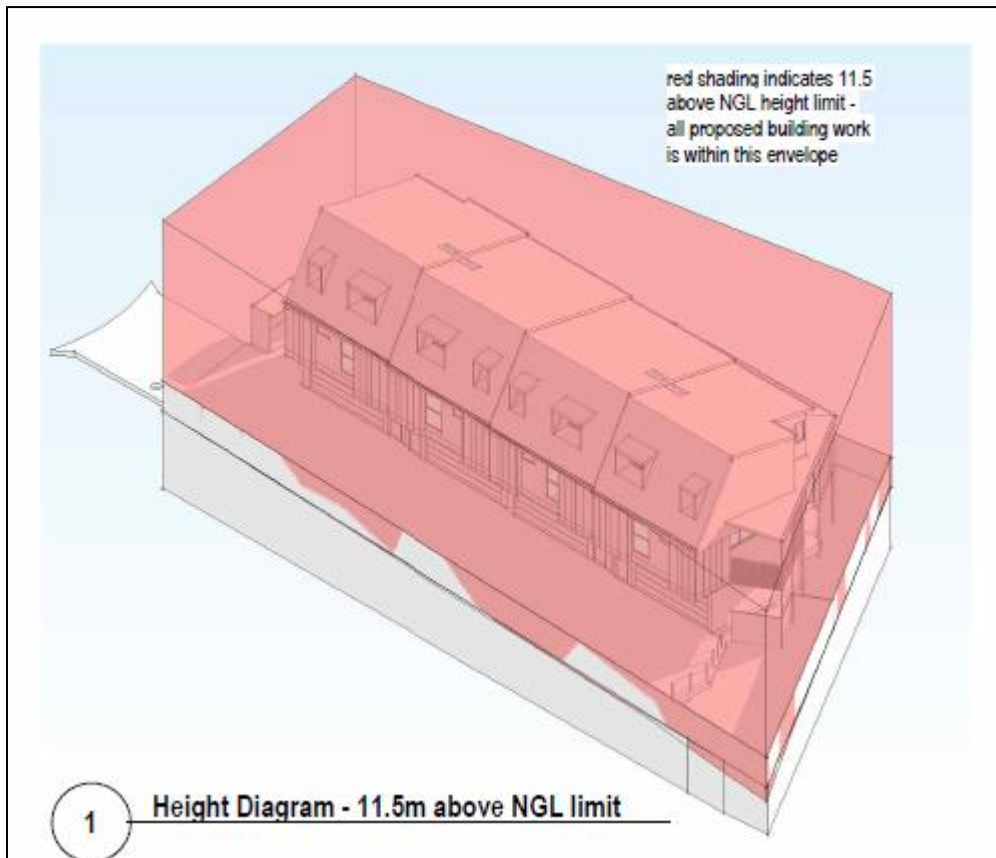 red shading indicates 11.5
above NGL height limit -
all proposed building work
is within this envelope
1
Height Diagram - 11.5m above NGL limit